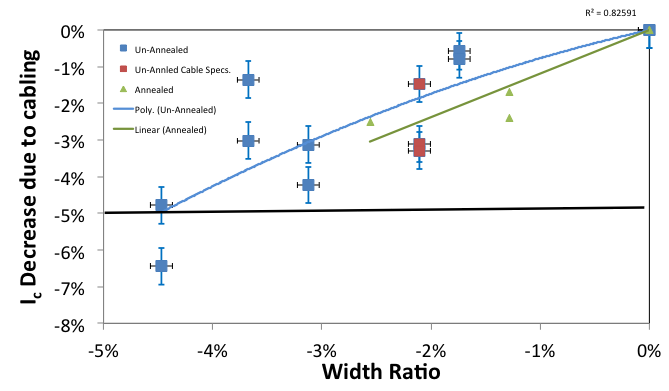 R² = 0.82591
0%
-1%
-2%
-3%
-4%
-5%
-6%
-7%
-8%
Un-Annealed
Un-Annled Cable Specs.
Annealed
Poly. (Un-Annealed)
Linear (Annealed)
Ic Decrease due to cabling
-5%
-4%
-3%
-2%
-1%
0%
Width Ratio